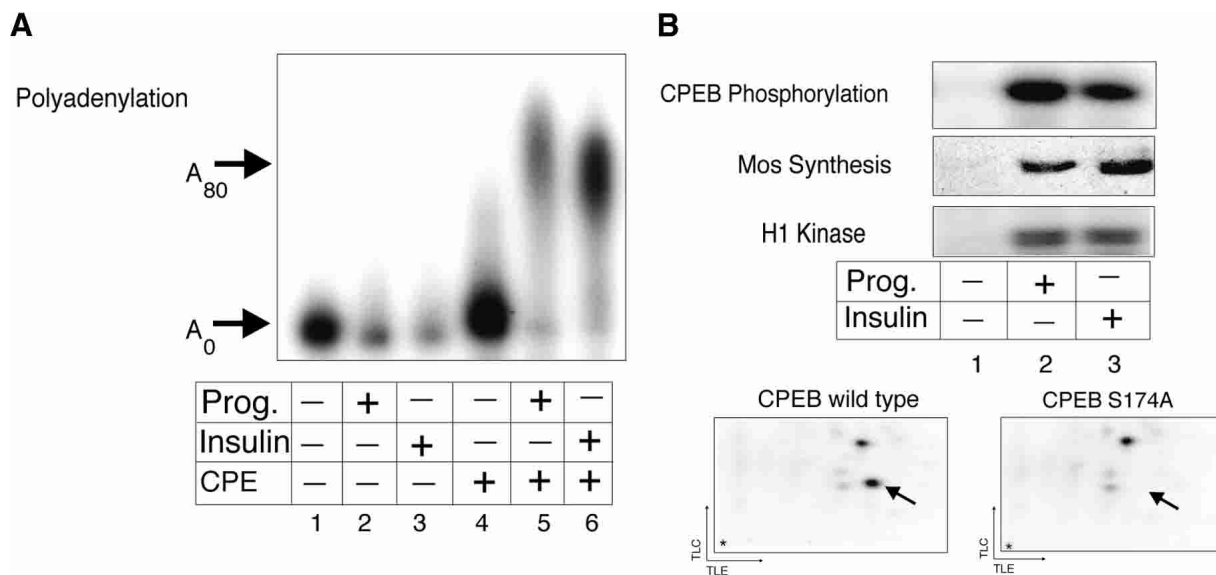 A
Polyadenylation
A80
A0
Prog. – + – – + –
Insulin – – + – – +
CPE – – – + + +
1 2 3 4 5 6
B
CPEB Phosphorylation
Mos Synthesis
H1 Kinase
Prog. – + –
Insulin – – +
1 2 3
CPEB wild type
TLC
*
TLE
CPEB S174A
TLC
*
TLE